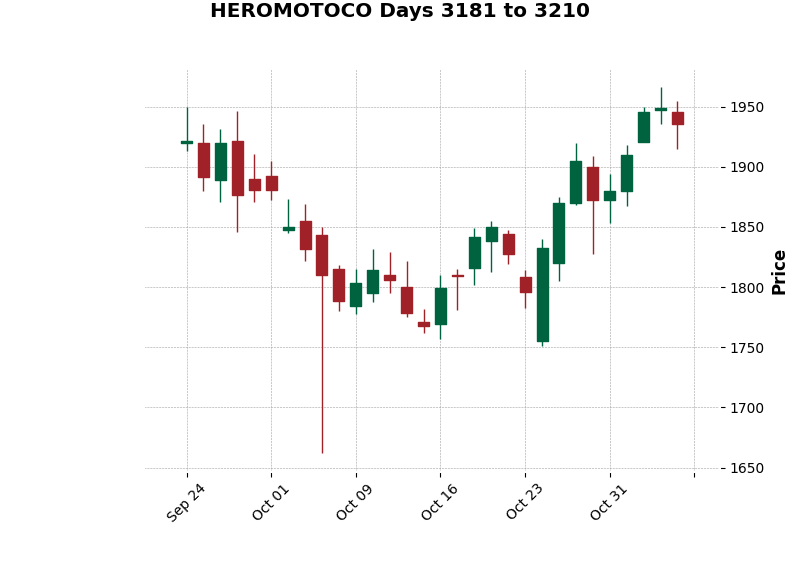 HEROMOTOCO Days 3181 to 3210
1950
1900
1850
1800
1750
1700
1650
Price
Sep 24
Oct 01
Oct 09
Oct 16
Oct 23
Oct 31